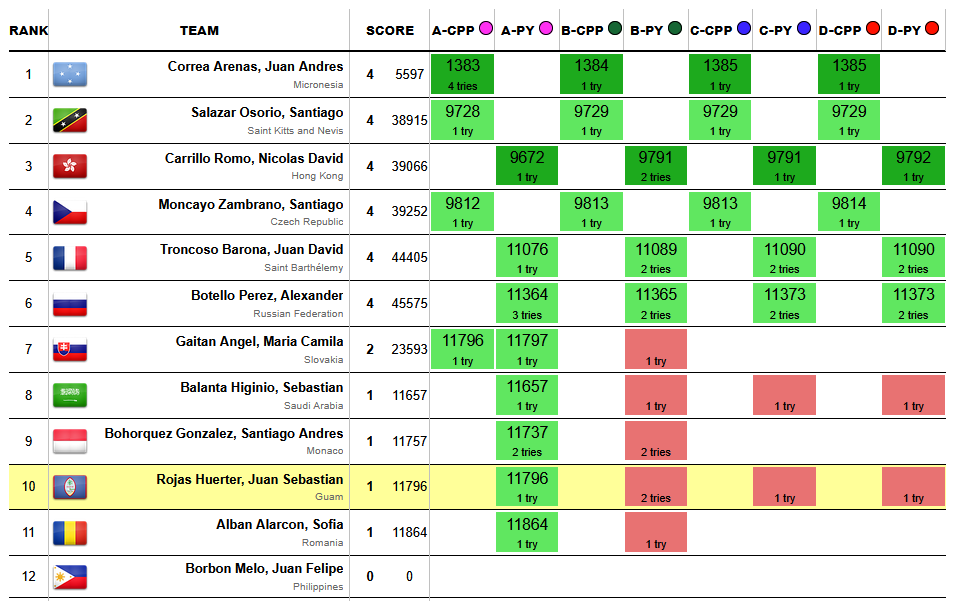 RANK TEAM SCORE A-CPP A-PY B-CPP B-PY C-CPP C-PY D-CPP D-PY
1 Correa Arenas, Juan Andres 4 5597 1383 1384 1385 1385
Micronesia 4 tries 1 try 1 try 1 try
2 Salazar Osorio, Santiago 4 38915 9728 9729 9729 9729
Saint Kitts and Nevis 1 try 1 try 1 try 1 try
3 Carrillo Romo, Nicolas David 4 39066 9672 9791 9791 9792
Hong Kong 1 try 2 tries 1 try 1 try
4 Moncayo Zambrano, Santiago 4 39252 9812 9813 9813 9814
Czech Republic 1 try 1 try 1 try 1 try
5 Troncoso Barona, Juan David 4 44405 11076 11089 11090 11090
Saint Barthélemy 1 try 2 tries 2 tries 2 tries
6 Botello Perez, Alexander 4 45575 11364 11365 11373 11373
Russian Federation 3 tries 2 tries 2 tries 2 tries
7 Gaitan Angel, Maria Camila 2 23593 11796 11797
Slovakia 1 try 1 try 1 try
8 Balanta Higinio, Sebastian 1 11657 11657
Saudi Arabia 1 try 1 try 1 try 1 try
9 Bohorquez Gonzalez, Santiago Andres 1 11757 11737
Monaco 2 tries 2 tries
10 Rojas Huerter, Juan Sebastian 1 11796 11796
Guam 1 try 2 tries 1 try 1 try
11 Alban Alarcon, Sofia 1 11864 11864
Romania 1 try 1 try
12 Borbon Melo, Juan Felipe 0 0
Philippines